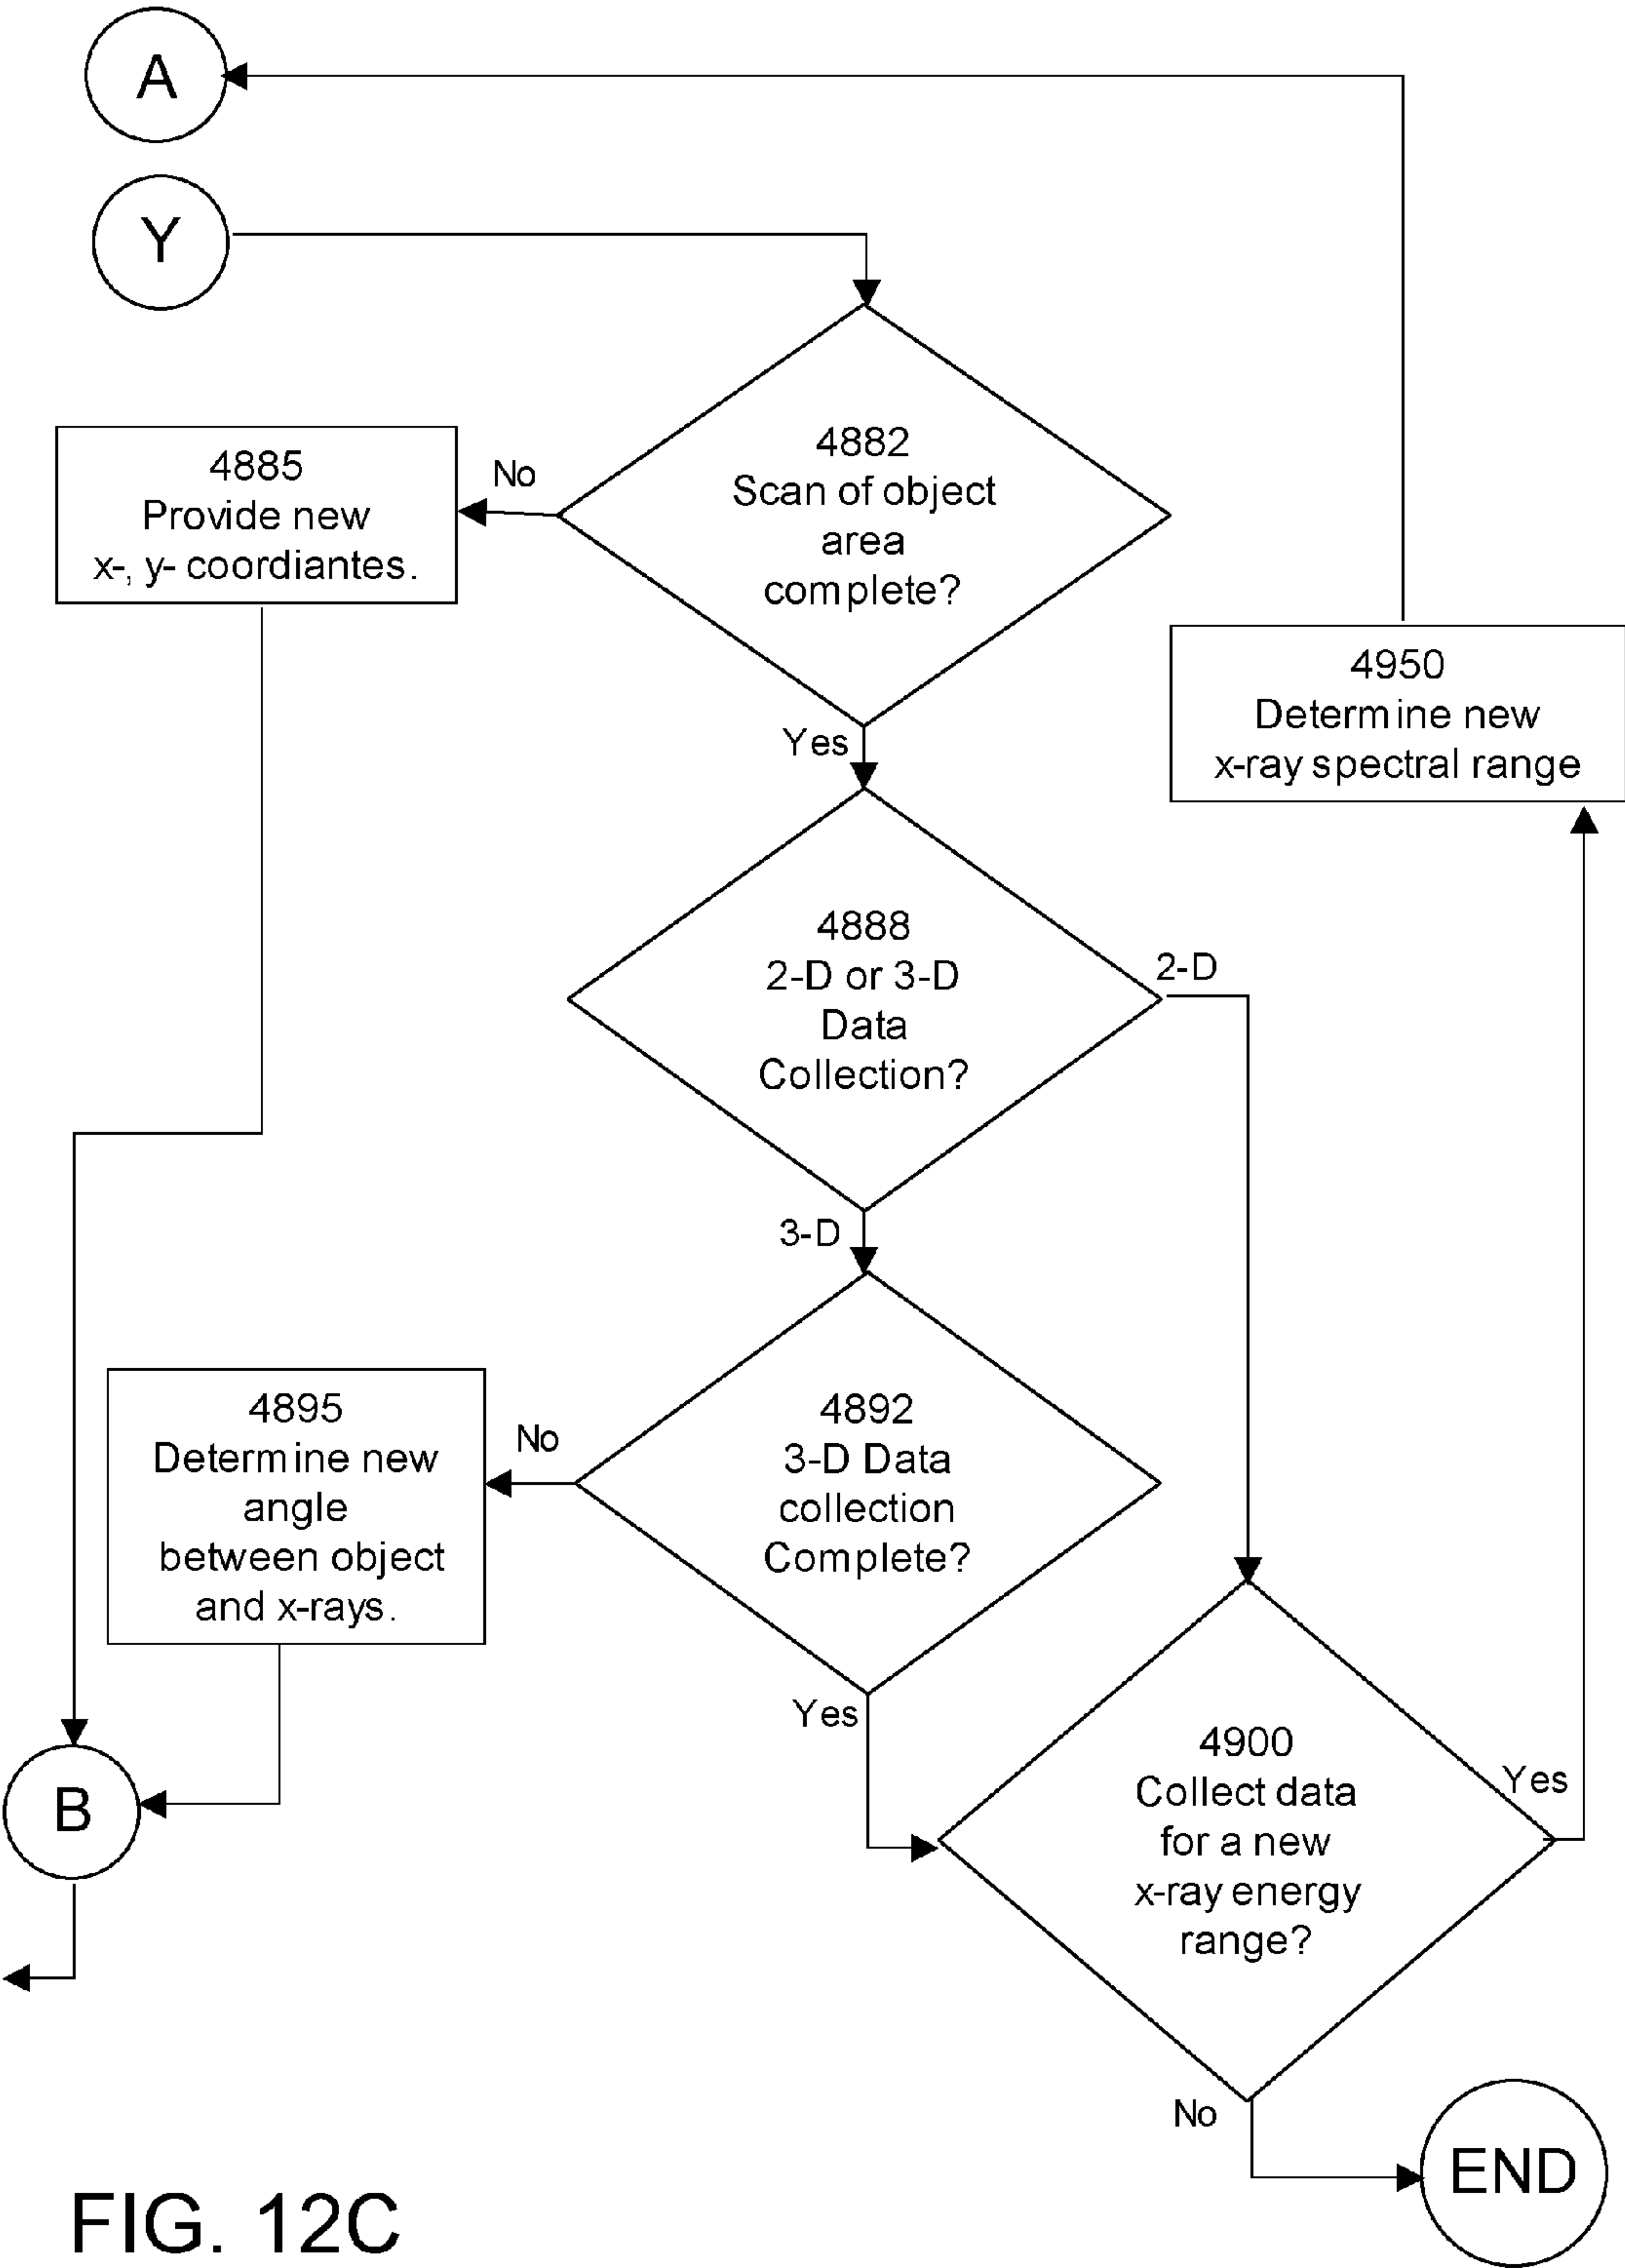 A
Y
4882
Scan of object
area
complete?
No
4885
Provide new
x-, y- coordiantes.
Yes
4950
Determine new
x-ray spectral range
4888
2-D or 3-D
Data
Collection?
2-D
3-D
4892
3-D Data
collection
Complete?
No
4895
Determine new
angle
between object
and x-rays.
Yes
B
4900
Collect data
for a new
x-ray energy
range?
Yes
No
END
FIG. 12C